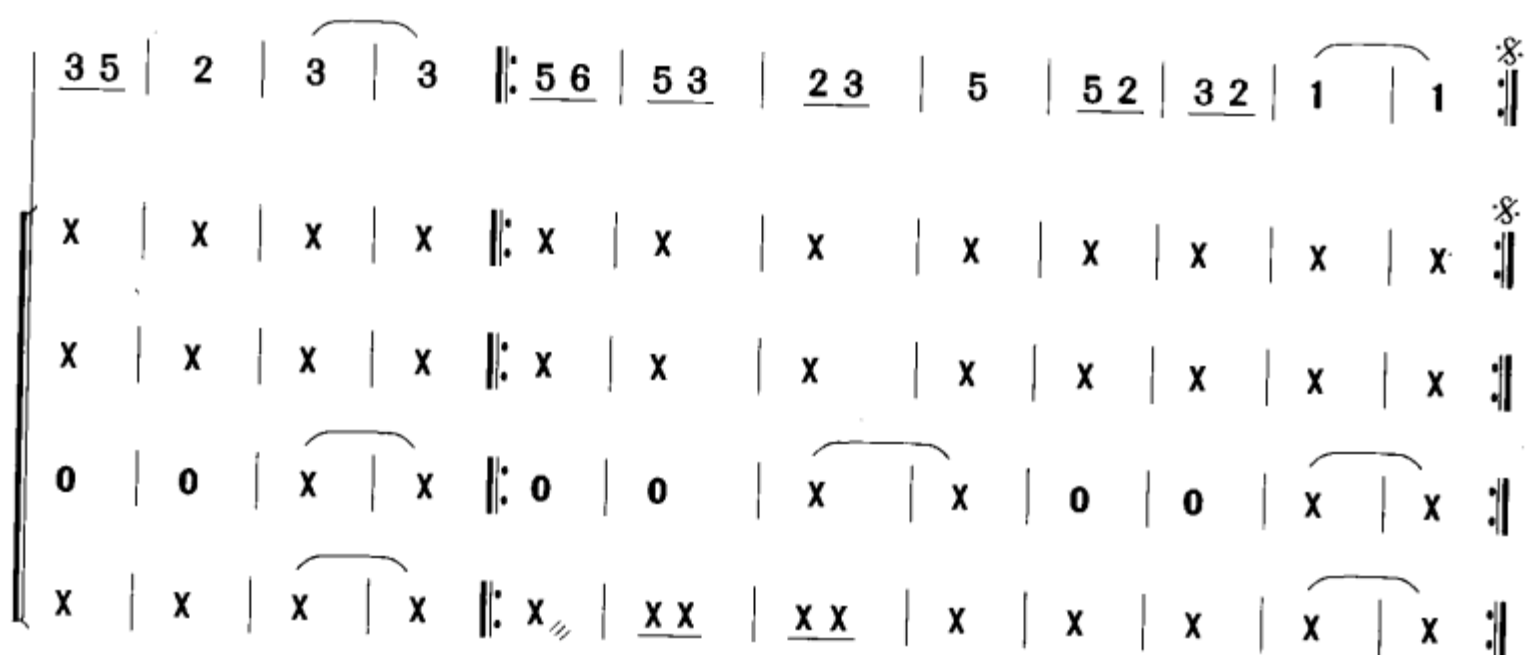 3 5 | 2 | 3 | 3 ‖: 5 6 | 5 3 | 2 3 | 5 | 5 2 | 3 2 | 1 | 1 :‖ 𝄋
X | X | X | X ‖: X | X | X | X | X | X | X | X :‖ 𝄋
X | X | X | X ‖: X | X | X | X | X | X | X | X :‖
0 | 0 | X | X ‖: 0 | 0 | X | X | 0 | 0 | X | X :‖
X | X | X | X ‖: X | X X | X X | X | X | X | X | X :‖